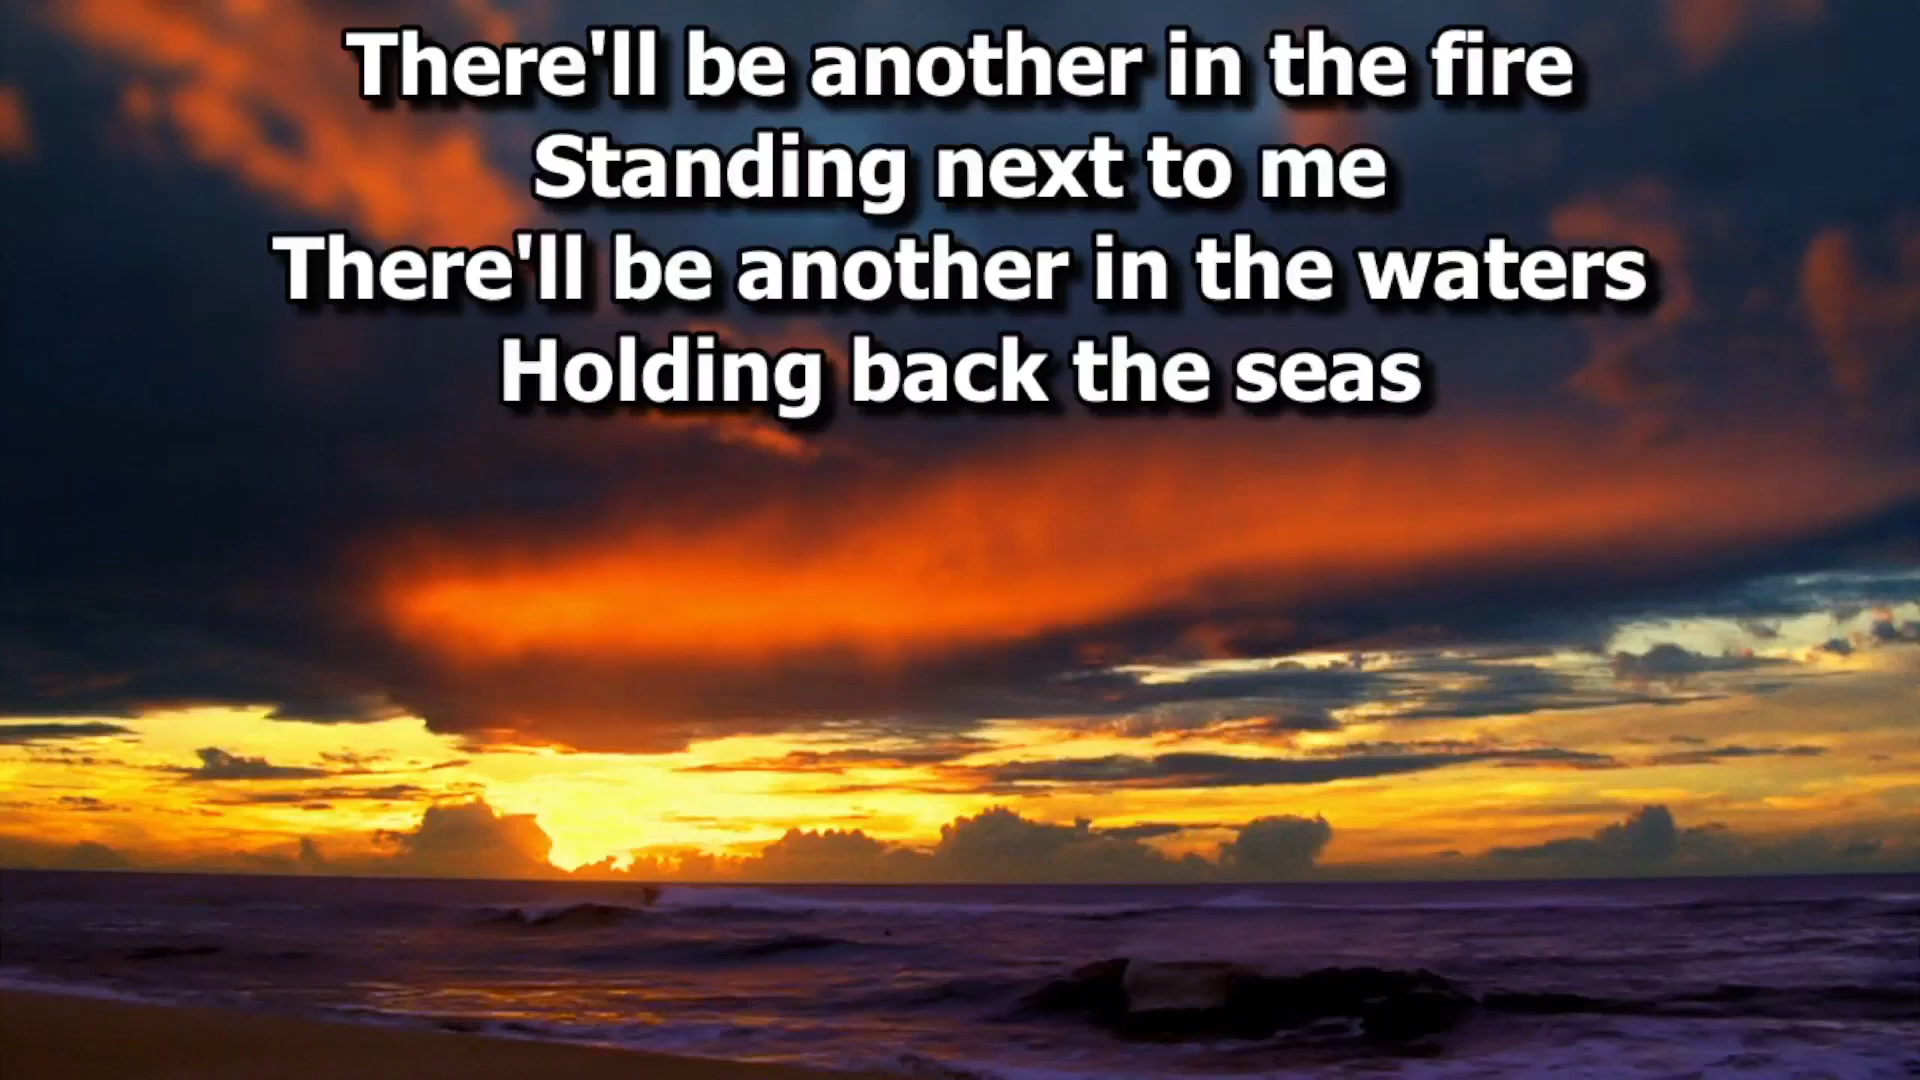 There'll be another in the fire
Standing next to me
There'll be another in the waters
Holding back the seas